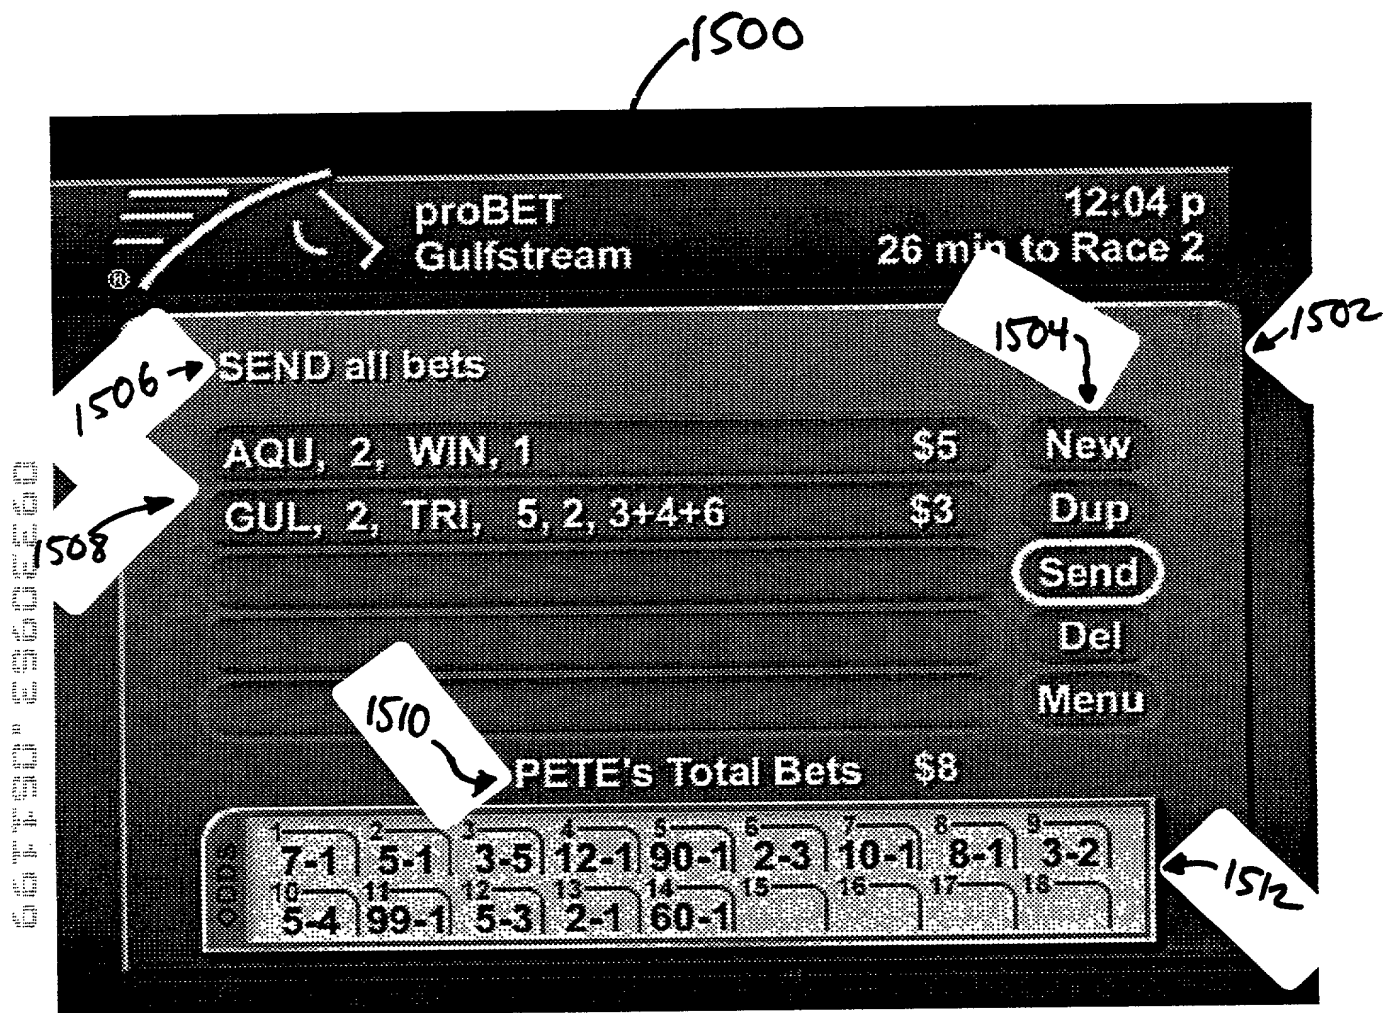 1500
proBET
Gulfstream
12:04 p
26 min to Race 2
®
1502
1504
1506
SEND all bets
AQU, 2, WIN, 1 $5
New
GUL, 2, TRI, 5, 2, 3+4+6 $3
Dup
1508
Send
Del
Menu
1510
PETE's Total Bets $8
ODDS
1 2 3 4 5 6 7 8 9
7-1 5-1 3-5 12-1 90-1 2-3 10-1 8-1 3-2
10 11 12 13 14 15 16 17 18
5-4 99-1 5-3 2-1 60-1
1512